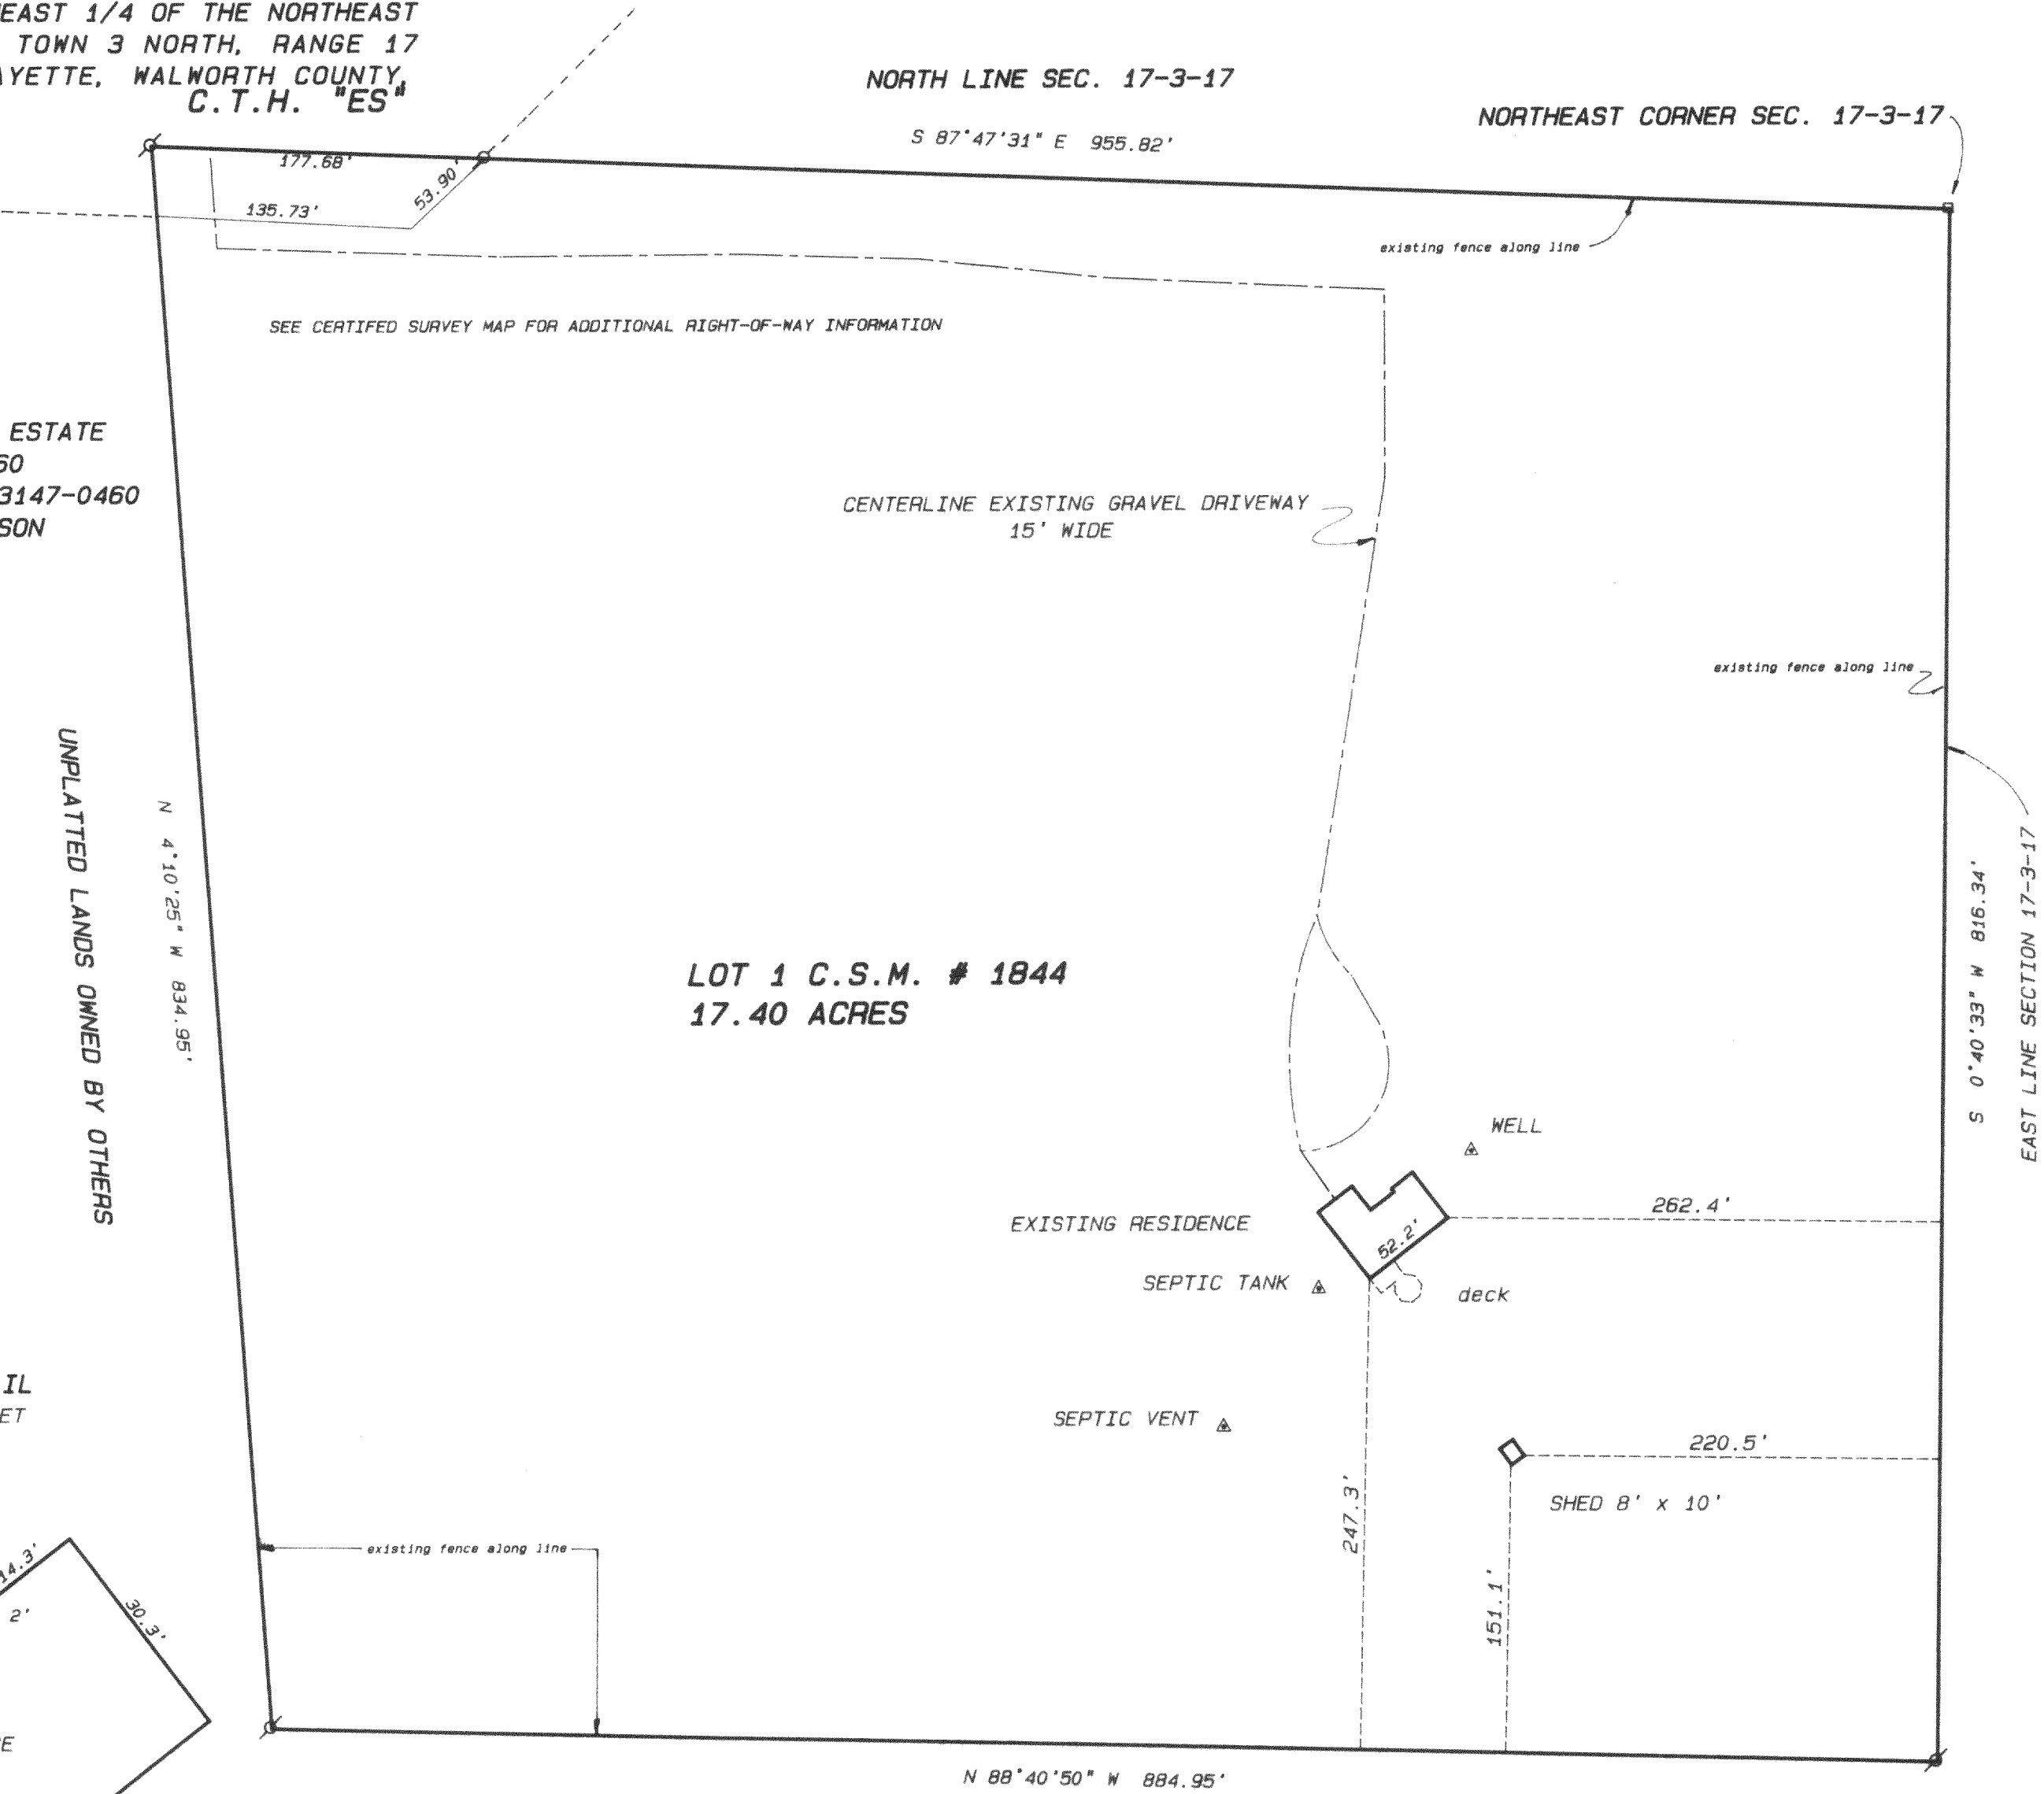 EAST 1/4 OF THE NORTHEAST
TOWN 3 NORTH, RANGE 17
AYETTE, WALWORTH COUNTY,
C.T.H. "ES"
NORTH LINE SEC. 17-3-17
S 87°47'31" E 955.82'
NORTHEAST CORNER SEC. 17-3-17
177.68'
53.90'
135.73'
existing fence along line
SEE CERTIFED SURVEY MAP FOR ADDITIONAL RIGHT-OF-WAY INFORMATION
ESTATE
60
3147-0460
SON
CENTERLINE EXISTING GRAVEL DRIVEWAY
15' WIDE
existing fence along line
UNPLATTED LANDS OWNED BY OTHERS
N 4°10'25" W 834.95'
LOT 1 C.S.M. # 1844
17.40 ACRES
S 0°40'33" W 816.34'
EAST LINE SECTION 17-3-17
WELL
262.4'
EXISTING RESIDENCE
52.2'
SEPTIC TANK
deck
IL
ET
SEPTIC VENT
220.5'
SHED 8' x 10'
247.3'
151.1'
existing fence along line
14.3'
2'
30.3'
E
N 88°40'50" W 884.95'